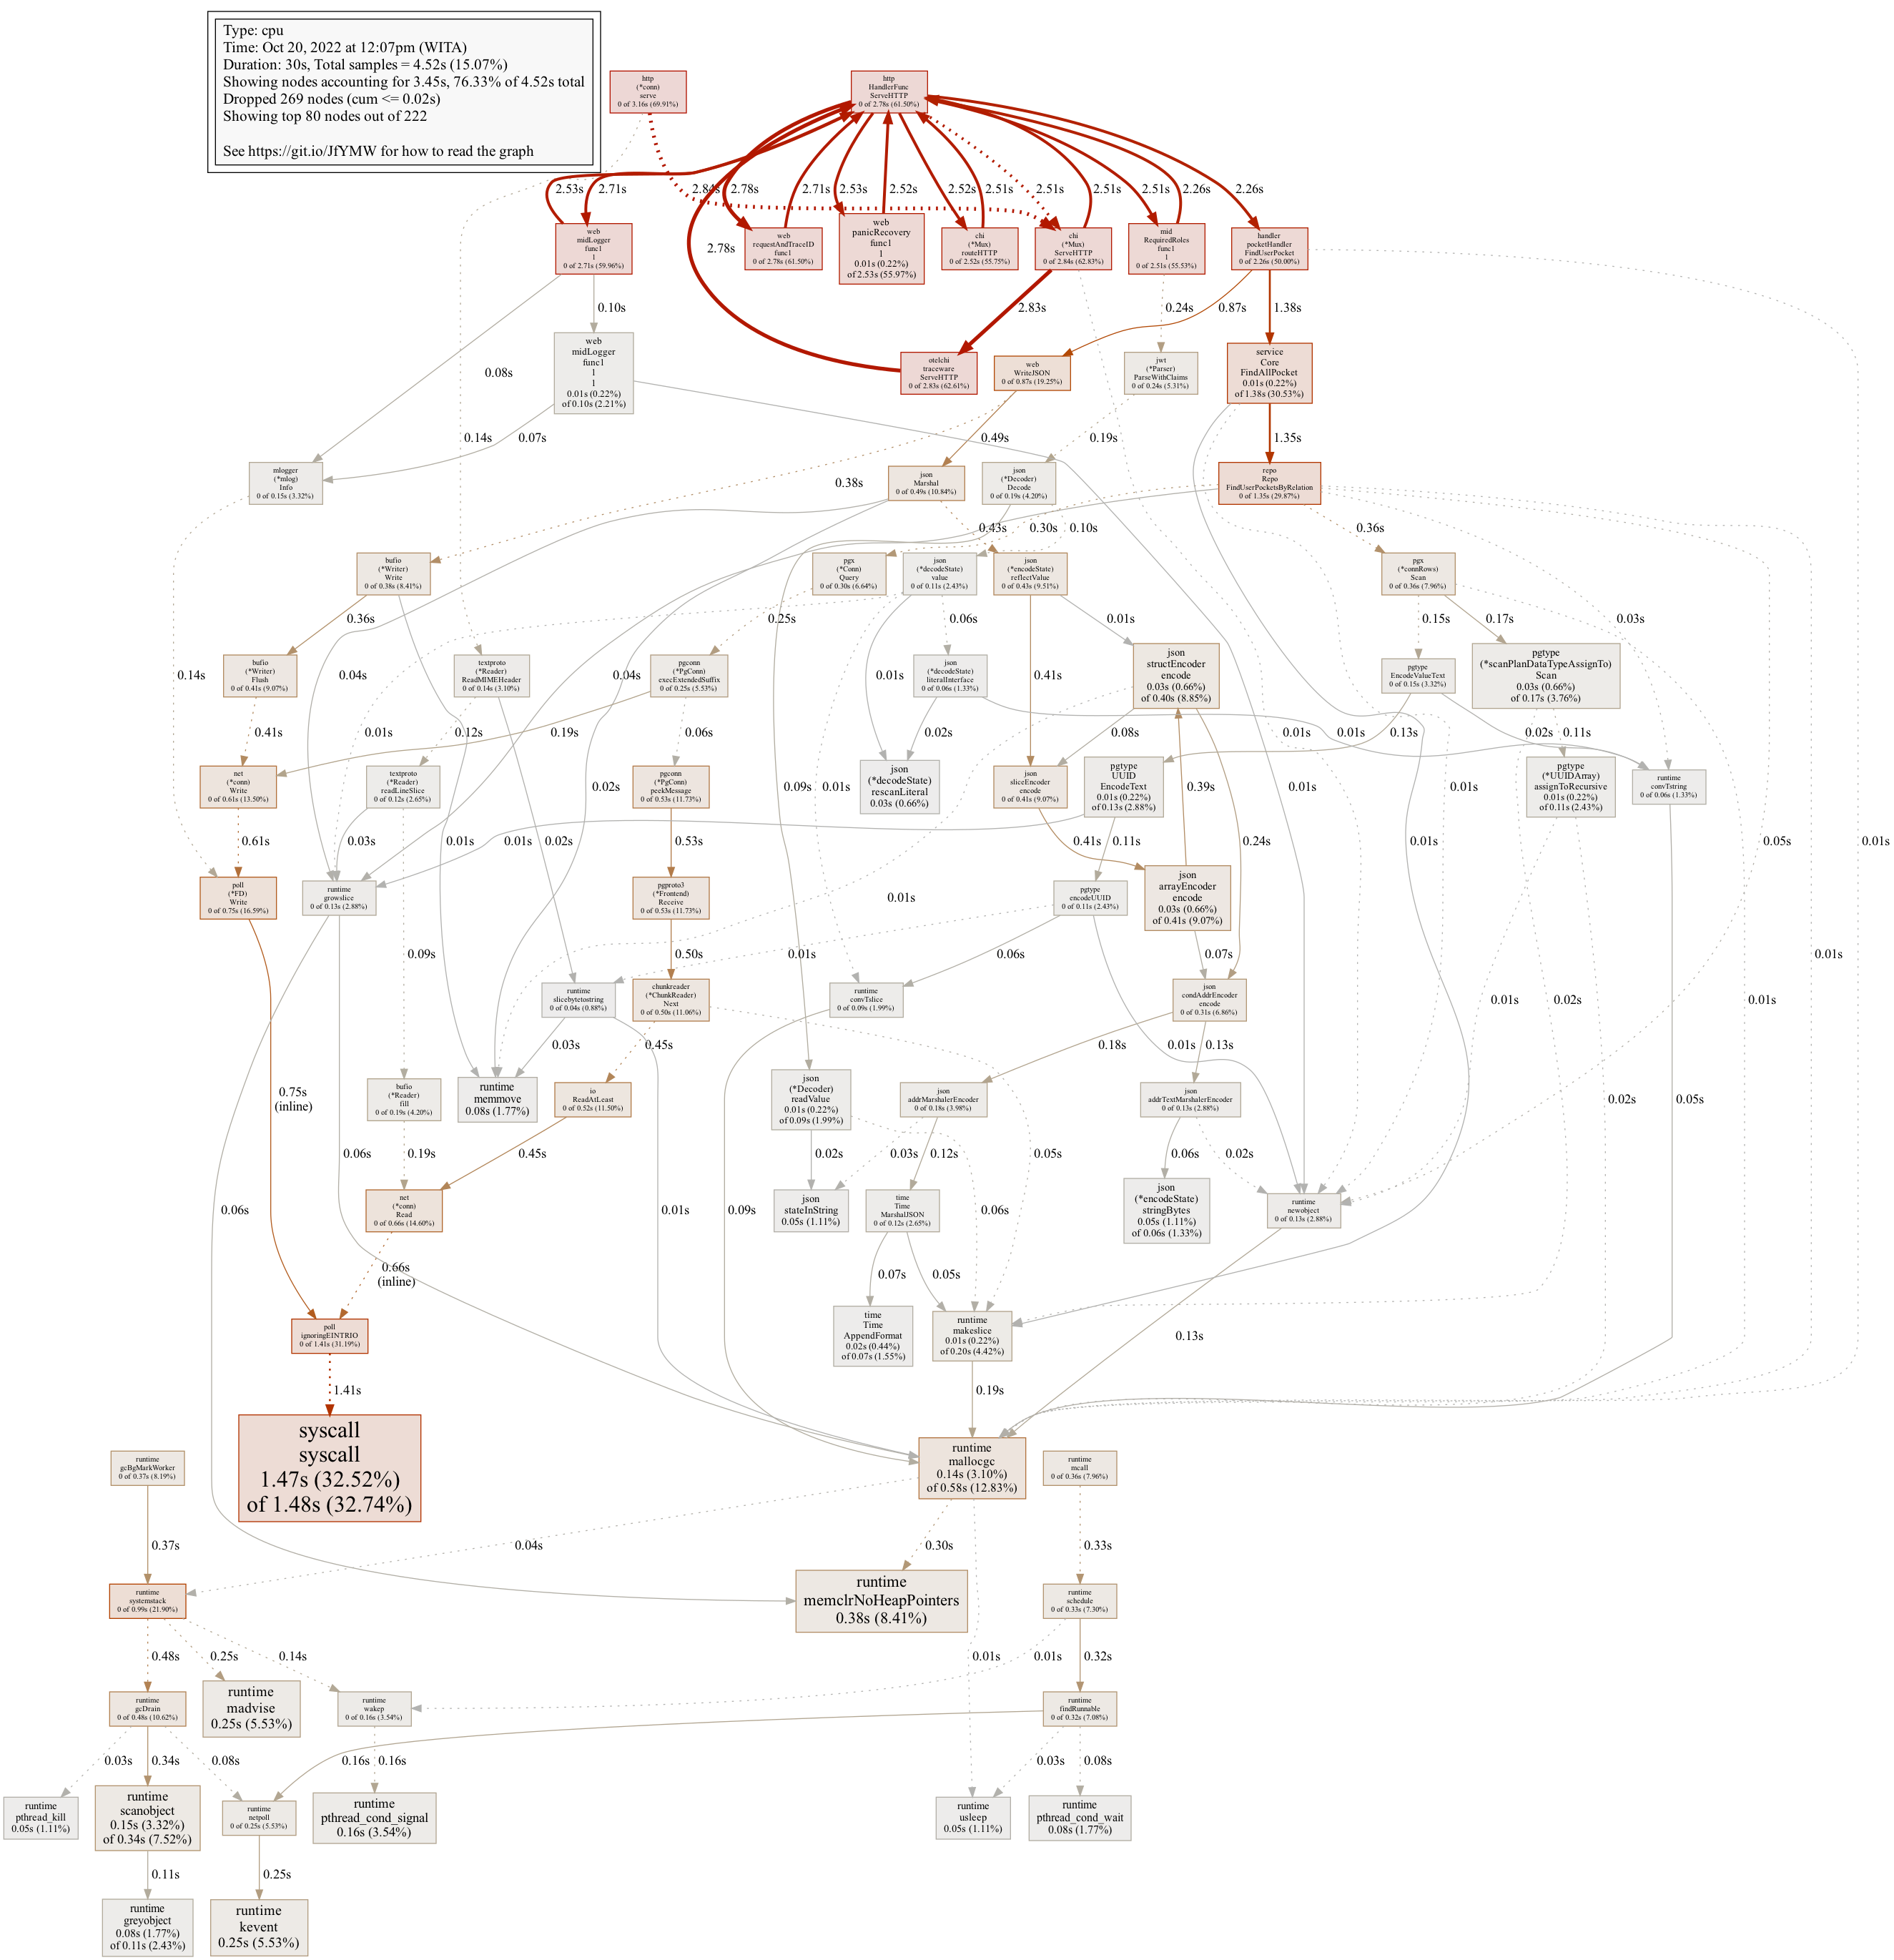 Type: cpu
Time: Oct 20, 2022 at 12:07pm (WITA)
Duration: 30s, Total samples = 4.52s (15.07%)
Showing nodes accounting for 3.45s, 76.33% of 4.52s total
Dropped 269 nodes (cum <= 0.02s)
Showing top 80 nodes out of 222
See https://git.io/JfYMW for how to read the graph
http
(*conn)
serve
0 of 3.16s (69.91%)
http
HandlerFunc
ServeHTTP
0 of 2.78s (61.50%)
2.53s
2.71s
2.84s
2.78s
2.71s
2.53s
2.52s
2.52s
2.51s
2.51s
2.51s
2.51s
2.26s
2.26s
web
midLogger
func1
1
0 of 2.71s (59.96%)
2.78s
web
requestAndTraceID
func1
0 of 2.78s (61.50%)
web
panicRecovery
func1
1
0.01s (0.22%)
of 2.53s (55.97%)
chi
(*Mux)
routeHTTP
0 of 2.52s (55.75%)
chi
(*Mux)
ServeHTTP
0 of 2.84s (62.83%)
mid
RequiredRoles
func1
1
0 of 2.51s (55.53%)
handler
pocketHandler
FindUserPocket
0 of 2.26s (50.00%)
0.10s
2.83s
0.24s
0.87s
1.38s
web
midLogger
func1
1
1
0.01s (0.22%)
of 0.10s (2.21%)
0.08s
otelchi
traceware
ServeHTTP
0 of 2.83s (62.61%)
web
WriteJSON
0 of 0.87s (19.25%)
jwt
(*Parser)
ParseWithClaims
0 of 0.24s (5.31%)
service
Core
FindAllPocket
0.01s (0.22%)
of 1.38s (30.53%)
0.14s
0.07s
0.49s
0.19s
1.35s
mlogger
(*mlog)
Info
0 of 0.15s (3.32%)
0.38s
json
Marshal
0 of 0.49s (10.84%)
json
(*Decoder)
Decode
0 of 0.19s (4.20%)
repo
Repo
FindUserPocketsByRelation
0 of 1.35s (29.87%)
0.43s
0.30s
0.10s
0.36s
bufio
(*Writer)
Write
0 of 0.38s (8.41%)
pgx
(*Conn)
Query
0 of 0.30s (6.64%)
json
(*decodeState)
value
0 of 0.11s (2.43%)
json
(*encodeState)
reflectValue
0 of 0.43s (9.51%)
pgx
(*connRows)
Scan
0 of 0.36s (7.96%)
0.36s
0.25s
0.06s
0.01s
0.15s
0.17s
0.03s
0.14s
bufio
(*Writer)
Flush
0 of 0.41s (9.07%)
0.04s
textproto
(*Reader)
ReadMIMEHeader
0 of 0.14s (3.10%)
0.04s
pgconn
(*PgConn)
execExtendedSuffix
0 of 0.25s (5.53%)
0.01s
json
(*decodeState)
literalInterface
0 of 0.06s (1.33%)
0.41s
json
structEncoder
encode
0.03s (0.66%)
of 0.40s (8.85%)
pgtype
EncodeValueText
0 of 0.15s (3.32%)
pgtype
(*scanPlanDataTypeAssignTo)
Scan
0.03s (0.66%)
of 0.17s (3.76%)
0.41s
0.01s
0.12s
0.19s
0.06s
0.02s
0.08s
0.01s
0.01s
0.13s
0.02s
0.11s
net
(*conn)
Write
0 of 0.61s (13.50%)
textproto
(*Reader)
readLineSlice
0 of 0.12s (2.65%)
0.02s
pgconn
(*PgConn)
peekMessage
0 of 0.53s (11.73%)
0.09s
0.01s
json
(*decodeState)
rescanLiteral
0.03s (0.66%)
json
sliceEncoder
encode
0 of 0.41s (9.07%)
pgtype
UUID
EncodeText
0.01s (0.22%)
of 0.13s (2.88%)
0.39s
0.01s
0.01s
pgtype
(*UUIDArray)
assignToRecursive
0.01s (0.22%)
of 0.11s (2.43%)
runtime
convTstring
0 of 0.06s (1.33%)
0.61s
0.03s
0.01s
0.01s
0.02s
0.53s
0.41s
0.11s
0.24s
0.01s
0.05s
0.01s
poll
(*FD)
Write
0 of 0.75s (16.59%)
runtime
growslice
0 of 0.13s (2.88%)
pgproto3
(*Frontend)
Receive
0 of 0.53s (11.73%)
0.01s
pgtype
encodeUUID
0 of 0.11s (2.43%)
json
arrayEncoder
encode
0.03s (0.66%)
of 0.41s (9.07%)
0.09s
0.50s
0.01s
0.06s
0.07s
0.01s
runtime
slicebytetostring
0 of 0.04s (0.88%)
chunkreader
(*ChunkReader)
Next
0 of 0.50s (11.06%)
runtime
convTslice
0 of 0.09s (1.99%)
json
condAddrEncoder
encode
0 of 0.31s (6.86%)
0.01s
0.02s
0.01s
0.03s
0.45s
0.18s
0.01s
0.13s
0.75s
(inline)
bufio
(*Reader)
fill
0 of 0.19s (4.20%)
runtime
memmove
0.08s (1.77%)
io
ReadAtLeast
0 of 0.52s (11.50%)
json
(*Decoder)
readValue
0.01s (0.22%)
of 0.09s (1.99%)
json
addrMarshalerEncoder
0 of 0.18s (3.98%)
json
addrTextMarshalerEncoder
0 of 0.13s (2.88%)
0.02s
0.05s
0.06s
0.19s
0.45s
0.02s
0.03s
0.12s
0.05s
0.06s
0.02s
0.06s
net
(*conn)
Read
0 of 0.66s (14.60%)
0.01s
0.09s
json
stateInString
0.05s (1.11%)
time
Time
MarshalJSON
0 of 0.12s (2.65%)
0.06s
json
(*encodeState)
stringBytes
0.05s (1.11%)
of 0.06s (1.33%)
runtime
newobject
0 of 0.13s (2.88%)
0.66s
(inline)
0.07s
0.05s
poll
ignoringEINTRIO
0 of 1.41s (31.19%)
time
Time
AppendFormat
0.02s (0.44%)
of 0.07s (1.55%)
runtime
makeslice
0.01s (0.22%)
of 0.20s (4.42%)
0.13s
1.41s
0.19s
syscall
syscall
1.47s (32.52%)
of 1.48s (32.74%)
runtime
gcBgMarkWorker
0 of 0.37s (8.19%)
runtime
mallocgc
0.14s (3.10%)
of 0.58s (12.83%)
runtime
mcall
0 of 0.36s (7.96%)
0.37s
0.04s
0.30s
0.33s
runtime
systemstack
0 of 0.99s (21.90%)
runtime
memclrNoHeapPointers
0.38s (8.41%)
runtime
schedule
0 of 0.33s (7.30%)
0.48s
0.25s
0.14s
0.01s
0.01s
0.32s
runtime
gcDrain
0 of 0.48s (10.62%)
runtime
madvise
0.25s (5.53%)
runtime
wakep
0 of 0.16s (3.54%)
runtime
findRunnable
0 of 0.32s (7.08%)
0.03s
0.34s
0.08s
0.16s
0.16s
0.03s
0.08s
runtime
pthread_kill
0.05s (1.11%)
runtime
scanobject
0.15s (3.32%)
of 0.34s (7.52%)
runtime
netpoll
0 of 0.25s (5.53%)
runtime
pthread_cond_signal
0.16s (3.54%)
runtime
usleep
0.05s (1.11%)
runtime
pthread_cond_wait
0.08s (1.77%)
0.11s
0.25s
runtime
greyobject
0.08s (1.77%)
of 0.11s (2.43%)
runtime
kevent
0.25s (5.53%)